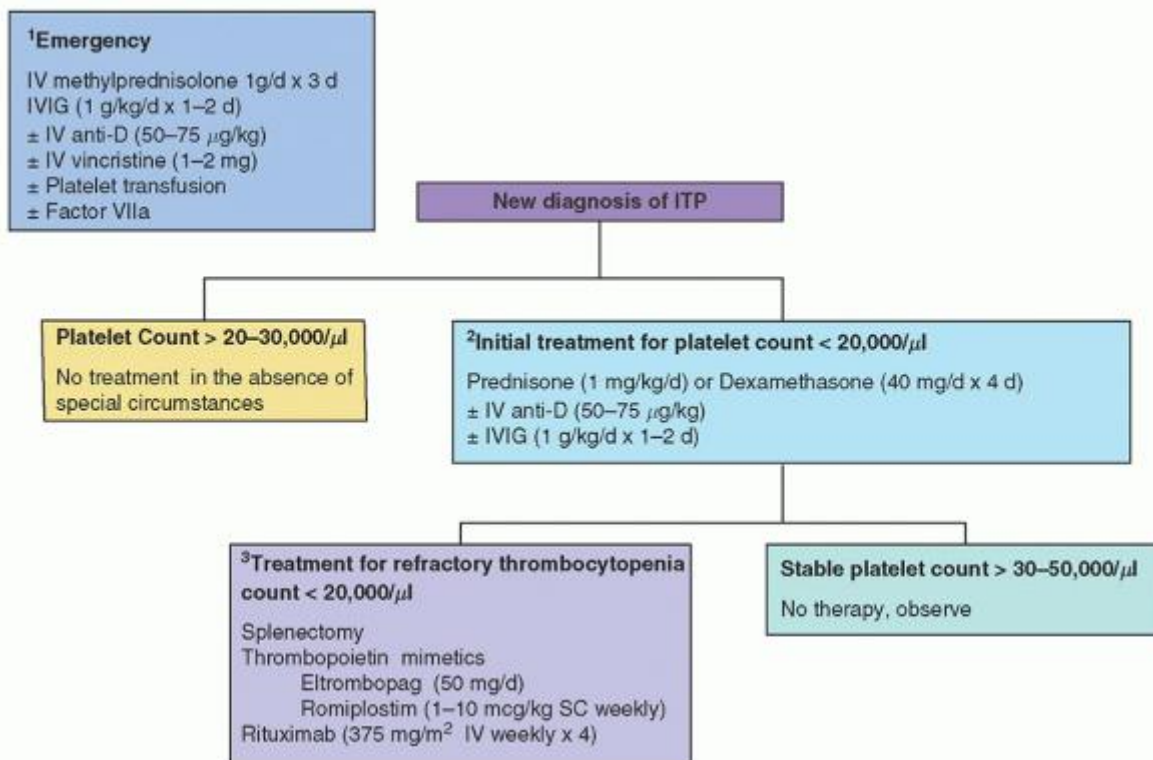 ¹Emergency
IV methylprednisolone 1g/d x 3 d
IVIG (1 g/kg/d x 1–2 d)
± IV anti-D (50–75 μg/kg)
± IV vincristine (1–2 mg)
± Platelet transfusion
± Factor VIIa
New diagnosis of ITP
Platelet Count > 20–30,000/μl
No treatment in the absence of
special circumstances
²Initial treatment for platelet count < 20,000/μl
Prednisone (1 mg/kg/d) or Dexamethasone (40 mg/d x 4 d)
± IV anti-D (50–75 μg/kg)
± IVIG (1 g/kg/d x 1–2 d)
³Treatment for refractory thrombocytopenia
count < 20,000/μl
Splenectomy
Thrombopoietin mimetics
Eltrombopag (50 mg/d)
Romiplostim (1–10 mcg/kg SC weekly)
Rituximab (375 mg/m² IV weekly x 4)
Stable platelet count > 30–50,000/μl
No therapy, observe